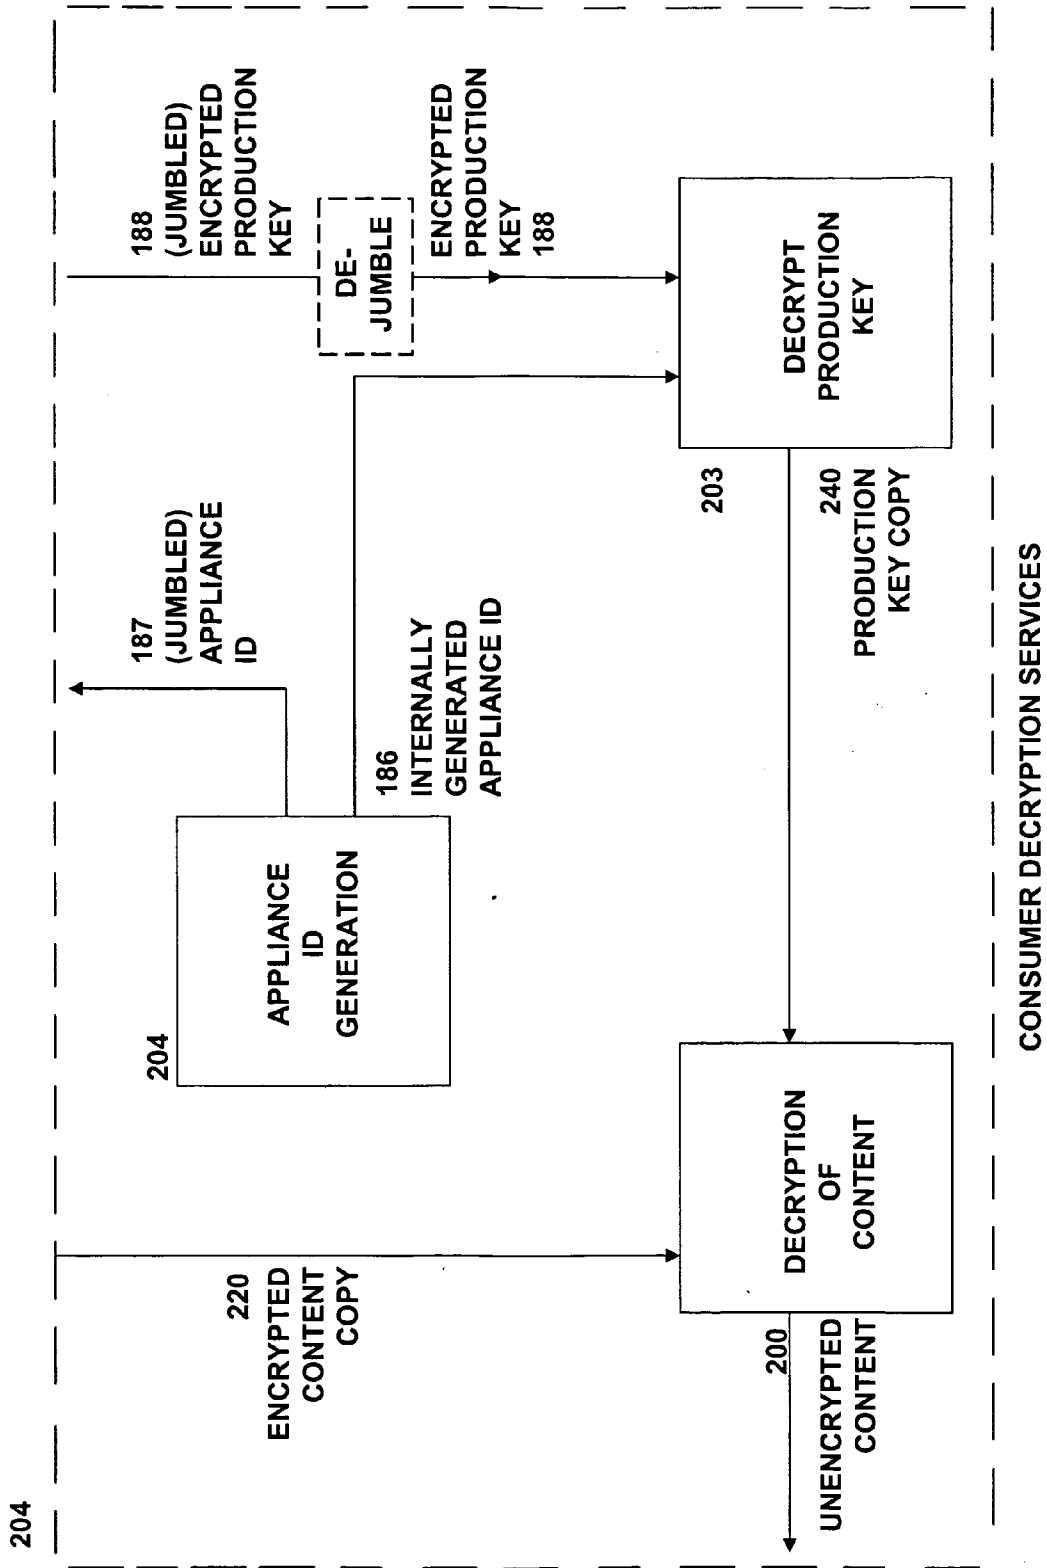 204
220
ENCRYPTED
CONTENT
COPY
204
APPLIANCE
ID
GENERATION
187
(JUMBLED)
APPLIANCE
ID
186
INTERNALLY
GENERATED
APPLIANCE ID
188
(JUMBLED)
ENCRYPTED
PRODUCTION
KEY
DE-
JUMBLE
ENCRYPTED
PRODUCTION
KEY
188
200
UNENCRYPTED
CONTENT
DECRYPTION
OF
CONTENT
203
240
PRODUCTION
KEY COPY
DECRYPT
PRODUCTION
KEY
CONSUMER DECRYPTION SERVICES